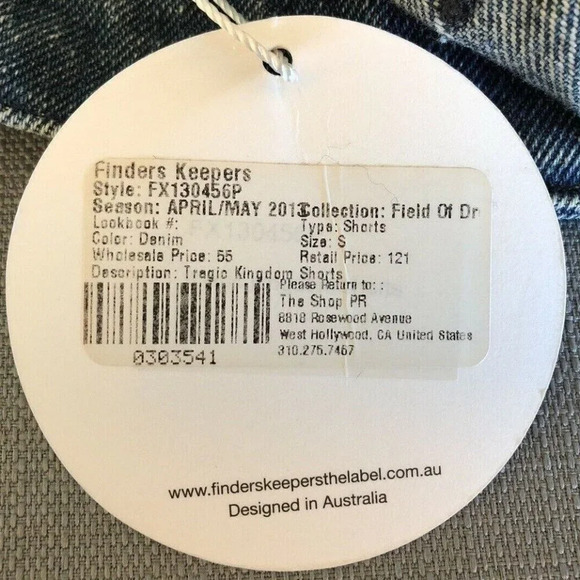 Finders Keepers
Style: FX130456P
Season: APRIL/MAY 2013 Collection: Field Of Dr
Lookbook #: Type: Shorts
Color: Denim Size: S
Wholesale Price: 55 Retail Price: 121
Description: Tragic Kingdom Shorts
Please Return to: :
The Shop PR
8818 Rosewood Avenue
West Hollywood, CA United States
310.275.7467
0303541
www.finderskeepersthelabel.com.au
Designed in Australia